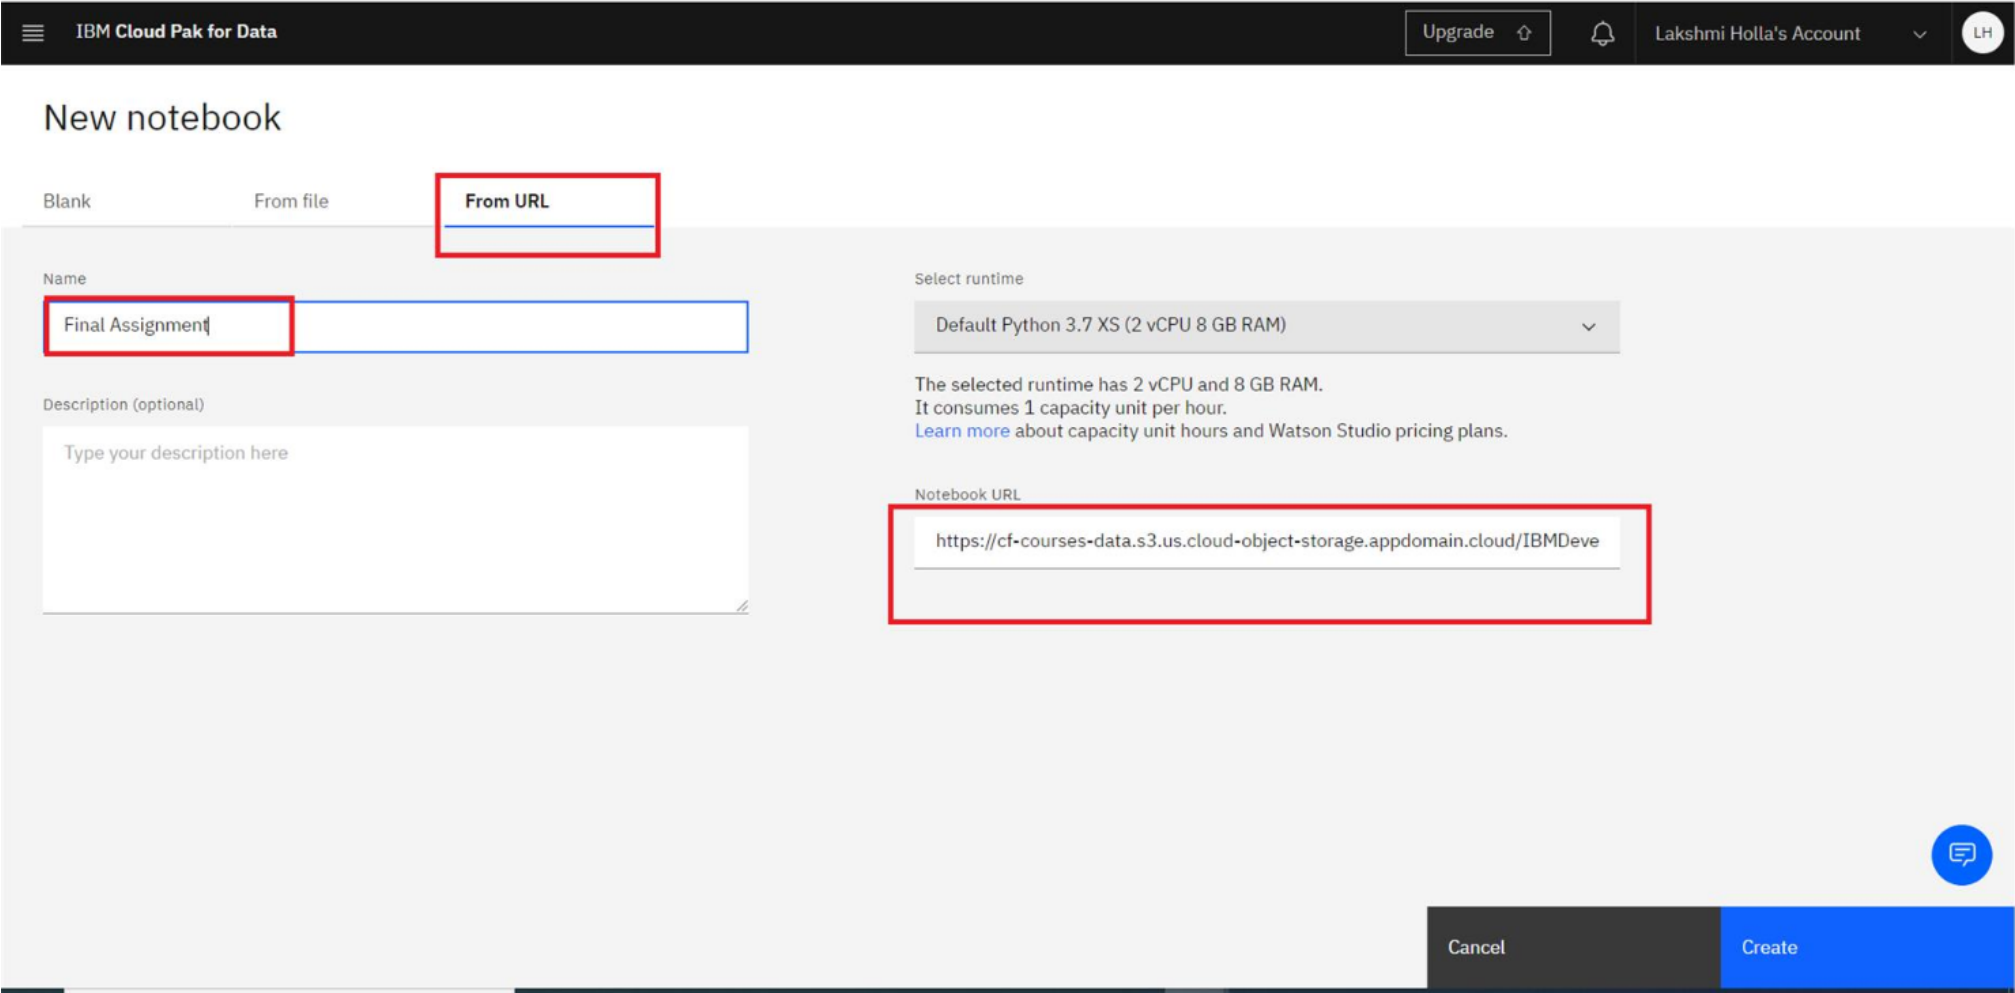 IBM Cloud Pak for Data
Upgrade
Lakshmi Holla's Account
LH
New notebook
Blank
From file
From URL
Name
Final Assignment
Description (optional)
Type your description here
Select runtime
Default Python 3.7 XS (2 vCPU 8 GB RAM)
The selected runtime has 2 vCPU and 8 GB RAM.
It consumes 1 capacity unit per hour.
Learn more about capacity unit hours and Watson Studio pricing plans.
Notebook URL
https://cf-courses-data.s3.us.cloud-object-storage.appdomain.cloud/IBMDeve
Cancel
Create